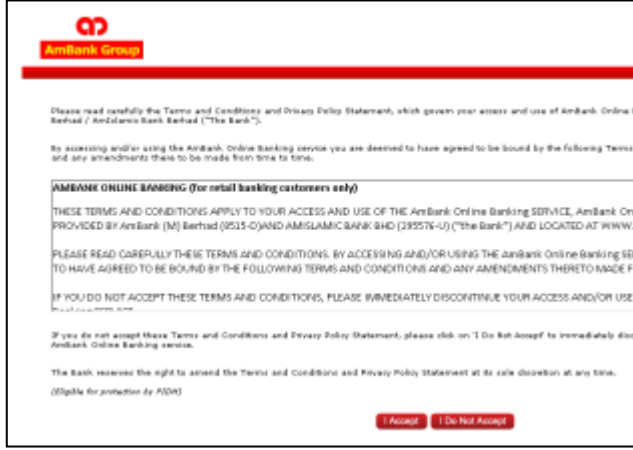 AmBank Group
Please read carefully the Terms and Conditions and Privacy Policy Statement, which govern your access and use of AmBank Online
Berhad / AmIslamic Bank Berhad ("The Bank").
By accessing and/or using the AmBank Online Banking service you are deemed to have agreed to be bound by the following Terms
and any amendments there to be made from time to time.
AMBANK ONLINE BANKING (for retail banking customers only)
THESE TERMS AND CONDITIONS APPLY TO YOUR ACCESS AND USE OF THE AmBank Online Banking SERVICE, AmBank On
PROVIDED BY AmBank (M) Berhad (8515-D)AND AMISLAMIC BANK BHD (295576-U) ("the Bank") AND LOCATED AT WWW.
PLEASE READ CAREFULLY THESE TERMS AND CONDITIONS. BY ACCESSING AND/OR USING THE AmBank Online Banking SE
TO HAVE AGREED TO BE BOUND BY THE FOLLOWING TERMS AND CONDITIONS AND ANY AMENDMENTS THERETO MADE F
IF YOU DO NOT ACCEPT THESE TERMS AND CONDITIONS, PLEASE IMMEDIATELY DISCONTINUE YOUR ACCESS AND/OR USE
If you do not accept these Terms and Conditions and Privacy Policy Statement, please click on 'I Do Not Accept' to immediately disc
AmBank Online Banking service.
The Bank reserves the right to amend the Terms and Conditions and Privacy Policy Statement at its sole discretion at any time.
(Eligible for protection by PIDM)
I Accept I Do Not Accept